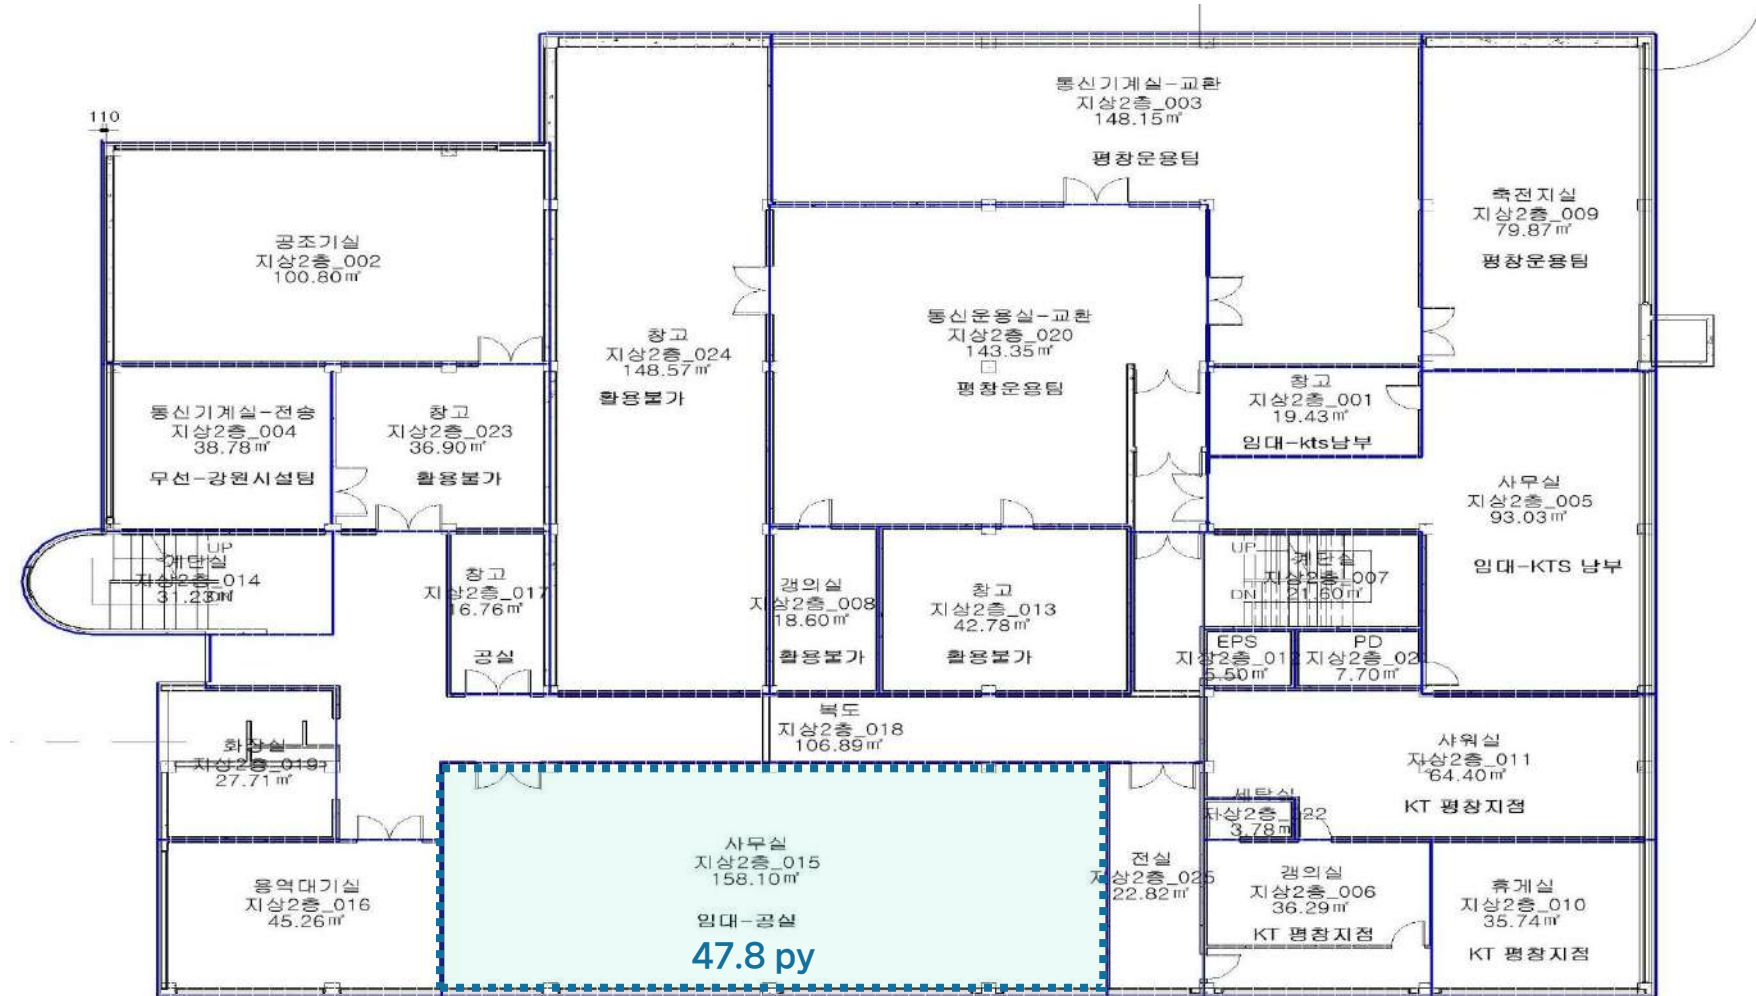 110
통신기계실-교환
지상2층_003
148.15㎡
평창운용팀
축전지실
지상2층_009
79.87㎡
평창운용팀
공조기실
지상2층_002
100.80㎡
창고
지상2층_024
148.57㎡
활용불가
통신운용실-교환
지상2층_020
143.35㎡
평창운용팀
창고
지상2층_001
19.43㎡
임대-kts남부
통신기계실-전송
지상2층_004
38.78㎡
무선-강원시설팀
창고
지상2층_023
36.90㎡
활용불가
사무실
지상2층_005
93.03㎡
임대-KTS 남부
UP
계단실
지상2층_014
31.23㎡
DN
창고
지상2층_017
16.76㎡
공실
갱의실
지상2층_008
18.60㎡
활용불가
창고
지상2층_013
42.78㎡
활용불가
UP
계단실
지상2층_007
21.60㎡
DN
EPS
지상2층_012
5.50㎡
PD
지상2층_021
7.70㎡
복도
지상2층_018
106.89㎡
화장실
지상2층_019
27.71㎡
샤워실
지상2층_011
64.40㎡
KT 평창지점
세탁실
지상2층_022
3.78㎡
용역대기실
지상2층_016
45.26㎡
사무실
지상2층_015
158.10㎡
임대-공실
47.8 py
전실
지상2층_025
22.82㎡
갱의실
지상2층_006
36.29㎡
KT 평창지점
휴게실
지상2층_010
35.74㎡
KT 평창지점